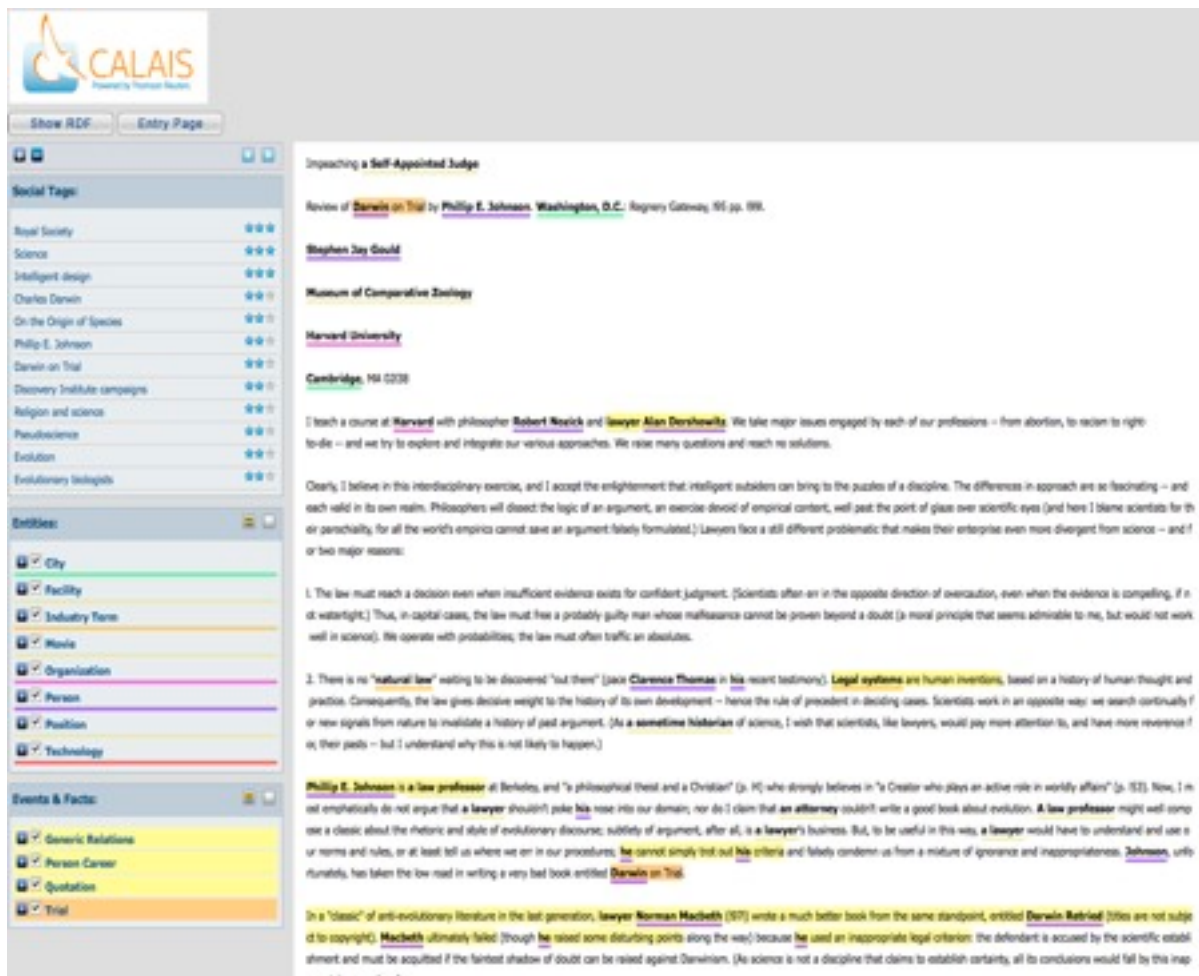 CALAIS
Powered by Thomson Reuters
Show RDF
Entry Page
Social Tags:
Royal Society
Science
Intelligent design
Charles Darwin
On the Origin of Species
Phillip E. Johnson
Darwin on Trial
Discovery Institute campaigns
Religion and science
Pseudoscience
Evolution
Evolutionary biologists
Entities:
City
Facility
Industry Term
Movie
Organization
Person
Position
Technology
Events & Facts:
Generic Relations
Person Career
Quotation
Trial
Impeaching a Self-Appointed Judge
Review of Darwin on Trial by Phillip E. Johnson. Washington, D.C.: Regnery Gateway, 195 pp. 1991.
Stephen Jay Gould
Museum of Comparative Zoology
Harvard University
Cambridge, MA 02138
I teach a course at Harvard with philosopher Robert Nozick and lawyer Alan Dershowitz. We take major issues engaged by each of our professions -- from abortion, to racism to right-
to-die -- and we try to explore and integrate our various approaches. We raise many questions and reach no solutions.
Clearly, I believe in this interdisciplinary exercise, and I accept the enlightenment that intelligent outsiders can bring to the puzzles of a discipline. The differences in approach are so fascinating -- and
each valid in its own realm. Philosophers will dissect the logic of an argument, an exercise devoid of empirical content, well past the point of glaze over scientific eyes (and here I blame scientists for th
eir parochiality, for all the world's empirics cannot save an argument falsely formulated.) Lawyers face a still different problematic that makes their enterprise even more divergent from science -- and f
or two major reasons:
1. The law must reach a decision even when insufficient evidence exists for confident judgment. (Scientists often err in the opposite direction of overcaution, even when the evidence is compelling, if n
ot watertight.) Thus, in capital cases, the law must free a probably guilty man whose malfeasance cannot be proven beyond a doubt (a moral principle that seems admirable to me, but would not work
well in science). We operate with probabilities; the law must often traffic an absolutes.
2. There is no "natural law" waiting to be discovered "out there" (pace Clarence Thomas in his recent testimony). Legal systems are human inventions, based on a history of human thought and
practice. Consequently, the law gives decisive weight to the history of its own development -- hence the rule of precedent in deciding cases. Scientists work in an opposite way: we search continually f
or new signals from nature to invalidate a history of past argument. (As a sometime historian of science, I wish that scientists, like lawyers, would pay more attention to, and have more reverence f
or, their pasts -- but I understand why this is not likely to happen.)
Phillip E. Johnson is a law professor at Berkeley, and "a philosophical theist and a Christian" (p. 14) who strongly believes in "a Creator who plays an active role in worldly affairs" (p. 153). Now, I m
ost emphatically do not argue that a lawyer shouldn't poke his nose into our domain; nor do I claim that an attorney couldn't write a good book about evolution. A law professor might well comp
ose a classic about the rhetoric and style of evolutionary discourse; subtlety of argument, after all, is a lawyer's business. But, to be useful in this way, a lawyer would have to understand and use o
ur norms and rules, or at least tell us where we err in our procedures; he cannot simply trot out his criteria and falsely condemn us from a mixture of ignorance and inappropriateness. Johnson, unfo
rtunately, has taken the low road in writing a very bad book entitled Darwin on Trial.
In a "classic" of anti-evolutionary literature in the last generation, lawyer Norman Macbeth (1971) wrote a much better book from the same standpoint, entitled Darwin Retried (titles are not subje
ct to copyright). Macbeth ultimately failed (though he raised some disturbing points along the way) because he used an inappropriate legal criterion: the defendant is accused by the scientific establi
shment and must be acquitted if the faintest shadow of doubt can be raised against Darwinism. (As science is not a discipline that claims to establish certainty, all its conclusions would fall by this inap